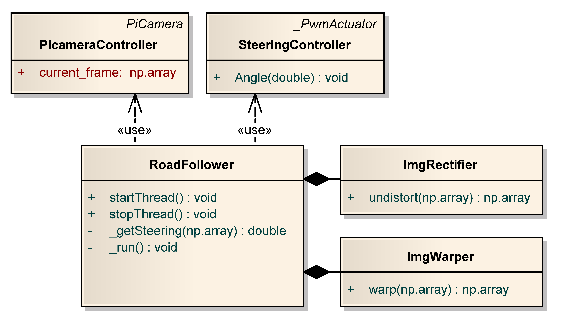 PiCamera
PicameraController
+ current_frame: np.array
_PwmActuator
SteeringController
+ Angle(double) : void
«use»
«use»
RoadFollower
+ startThread() : void
+ stopThread() : void
- _getSteering(np.array) : double
- _run() : void
ImgRectifier
+ undistort(np.array) : np.array
ImgWarper
+ warp(np.array) : np.array